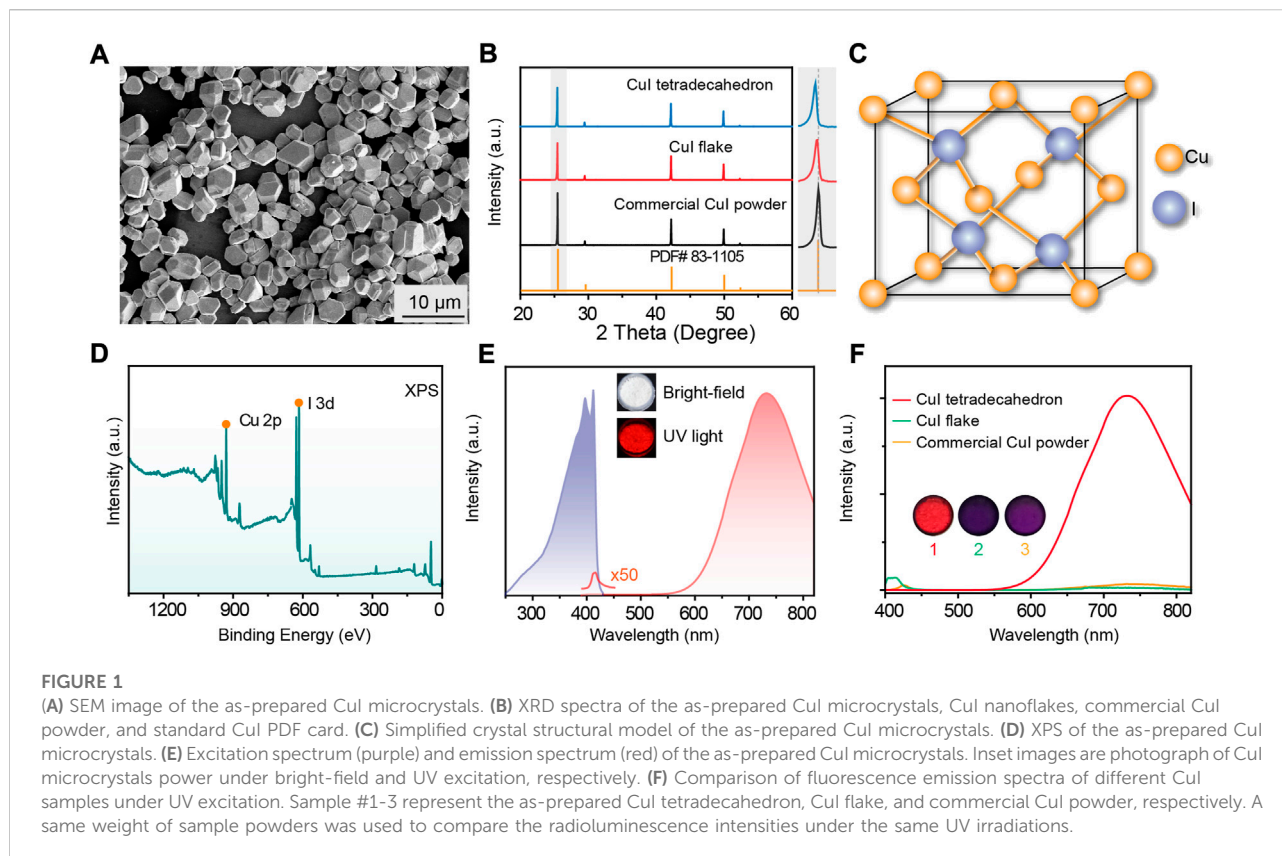 A
10 µm
B
Intensity (a.u.)
CuI tetradecahedron
CuI flake
Commercial CuI powder
PDF# 83-1105
20 30 40 50 60
2 Theta (Degree)
C
Cu
I
D
Intensity (a.u.)
XPS
Cu 2p
I 3d
1200 900 600 300 0
Binding Energy (eV)
E
Intensity (a.u.)
Bright-field
UV light
x50
300 400 500 600 700 800
Wavelength (nm)
F
Intensity (a.u.)
CuI tetradecahedron
CuI flake
Commercial CuI powder
1 2 3
400 500 600 700 800
Wavelength (nm)
FIGURE 1
(A) SEM image of the as-prepared CuI microcrystals. (B) XRD spectra of the as-prepared CuI microcrystals, CuI nanoflakes, commercial CuI
powder, and standard CuI PDF card. (C) Simplified crystal structural model of the as-prepared CuI microcrystals. (D) XPS of the as-prepared CuI
microcrystals. (E) Excitation spectrum (purple) and emission spectrum (red) of the as-prepared CuI microcrystals. Inset images are photograph of CuI
microcrystals power under bright-field and UV excitation, respectively. (F) Comparison of fluorescence emission spectra of different CuI
samples under UV excitation. Sample #1-3 represent the as-prepared CuI tetradecahedron, CuI flake, and commercial CuI powder, respectively. A
same weight of sample powders was used to compare the radioluminescence intensities under the same UV irradiations.